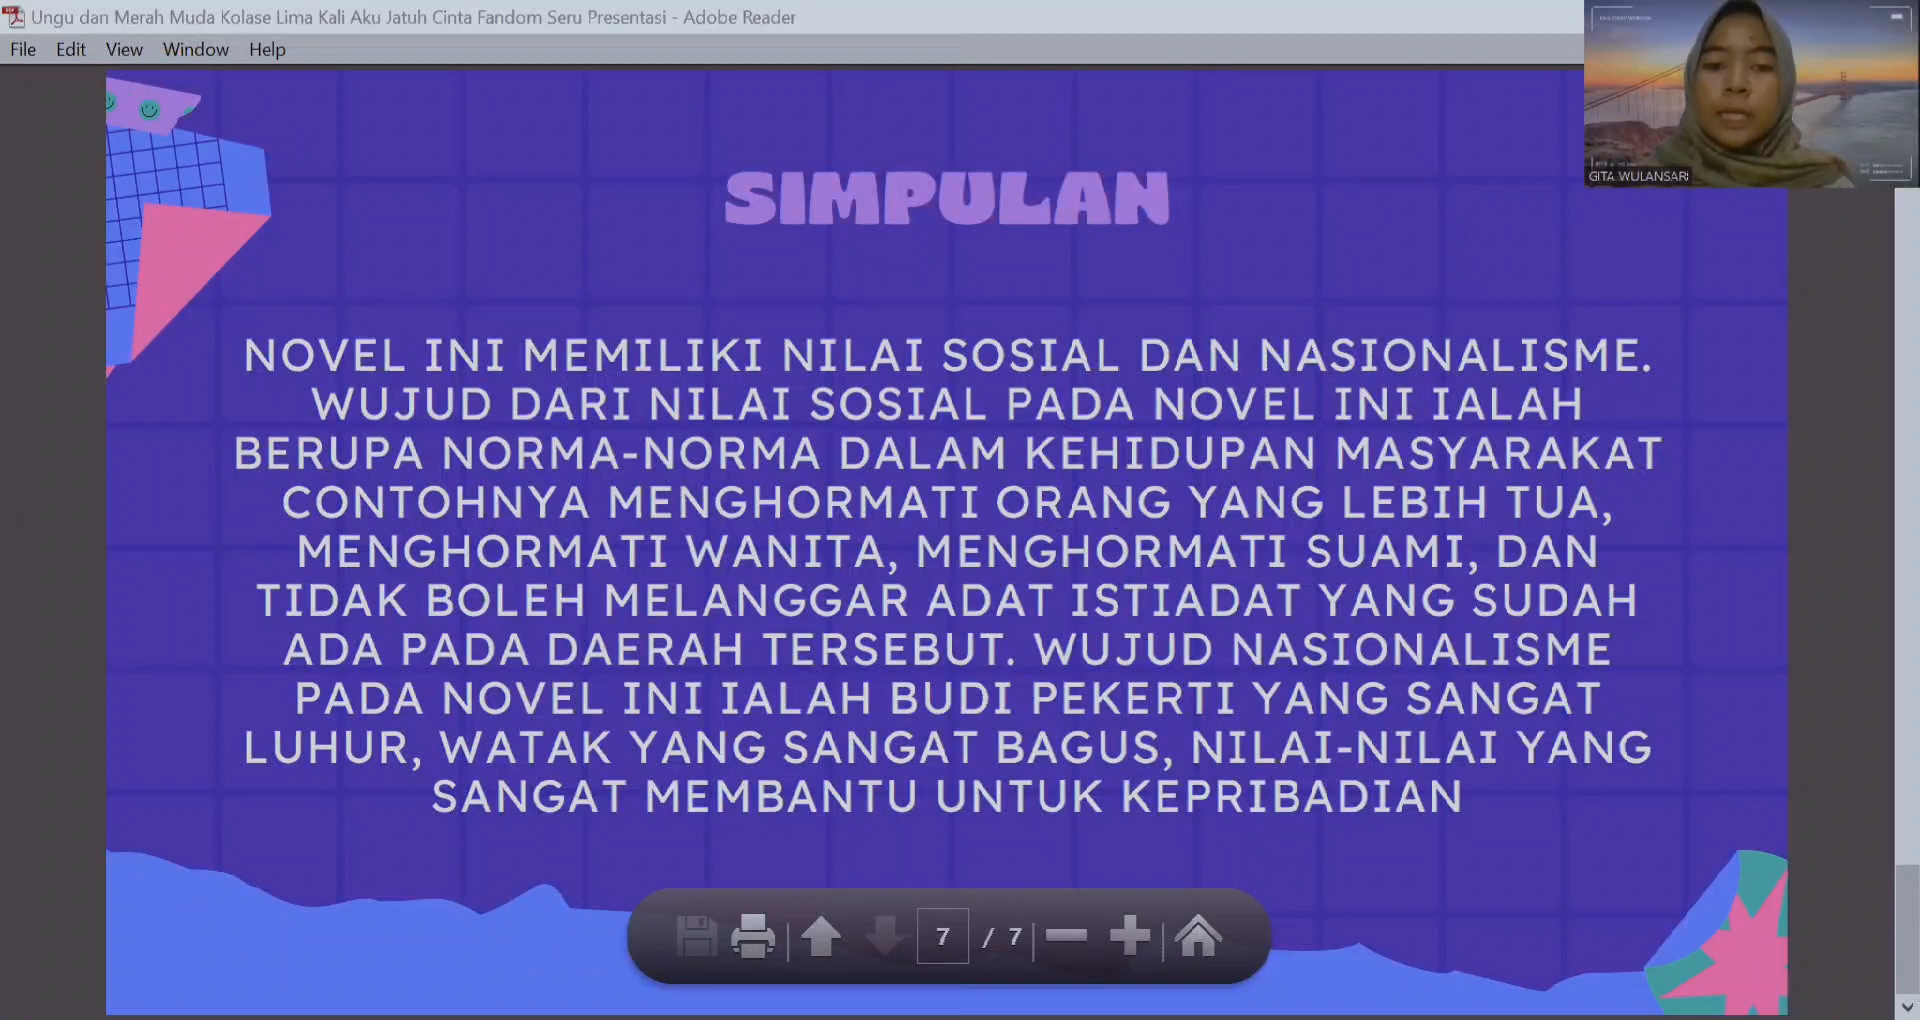 Ungu dan Merah Muda Kolase Lima Kali Aku Jatuh Cinta Fandom Seru Presentasi - Adobe Reader
File Edit View Window Help
GITA WULANSARI
SIMPULAN
NOVEL INI MEMILIKI NILAI SOSIAL DAN NASIONALISME.
WUJUD DARI NILAI SOSIAL PADA NOVEL INI IALAH
BERUPA NORMA-NORMA DALAM KEHIDUPAN MASYARAKAT
CONTOHNYA MENGHORMATI ORANG YANG LEBIH TUA,
MENGHORMATI WANITA, MENGHORMATI SUAMI, DAN
TIDAK BOLEH MELANGGAR ADAT ISTIADAT YANG SUDAH
ADA PADA DAERAH TERSEBUT. WUJUD NASIONALISME
PADA NOVEL INI IALAH BUDI PEKERTI YANG SANGAT
LUHUR, WATAK YANG SANGAT BAGUS, NILAI-NILAI YANG
SANGAT MEMBANTU UNTUK KEPRIBADIAN
7 / 7